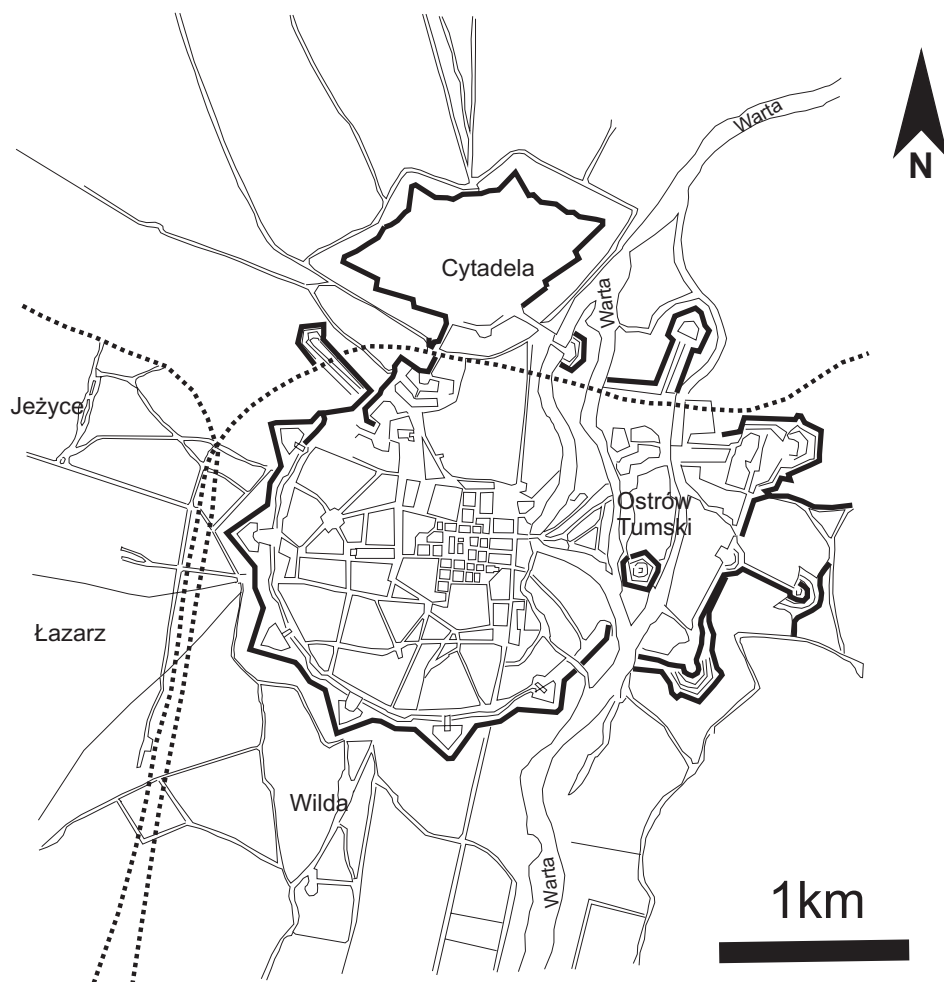 Warta
N
Cytadela
Warta
Jeżyce
Ostrów
Tumski
Łazarz
Wilda
Warta
1km